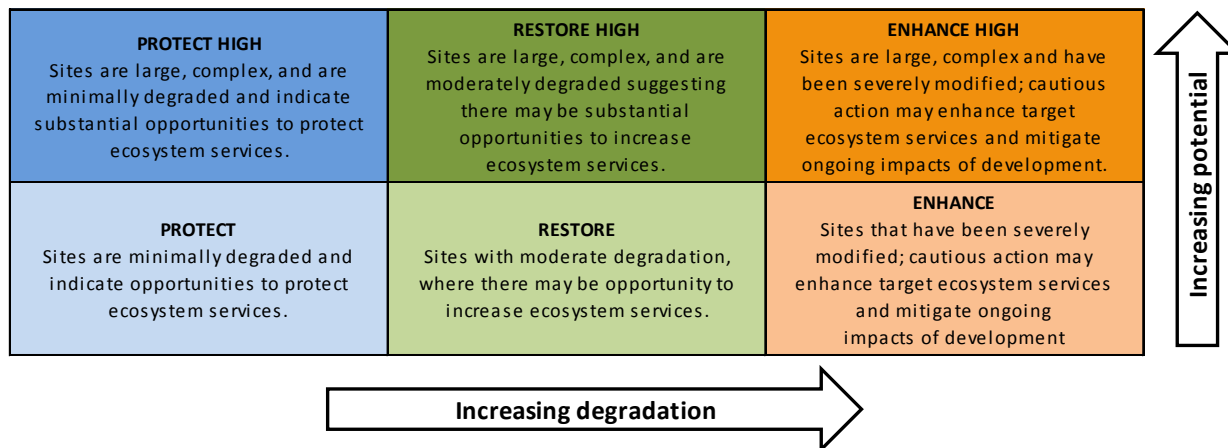 PROTECT HIGH
Sites are large, complex, and are
minimally degraded and indicate
substantial opportunities to protect
ecosystem services.
RESTORE HIGH
Sites are large, complex, and are
moderately degraded suggesting
there may be substantial
opportunities to increase
ecosystem services.
ENHANCE HIGH
Sites are large, complex and have
been severely modified; cautious
action may enhance target
ecosystem services and mitigate
ongoing impacts of development.
PROTECT
Sites are minimally degraded and
indicate opportunities to protect
ecosystem services.
RESTORE
Sites with moderate degradation,
where there may be opportunity to
increase ecosystem services.
ENHANCE
Sites that have been severely
modified; cautious action may
enhance target ecosystem services
and mitigate ongoing
impacts of development
Increasing potential
Increasing degradation